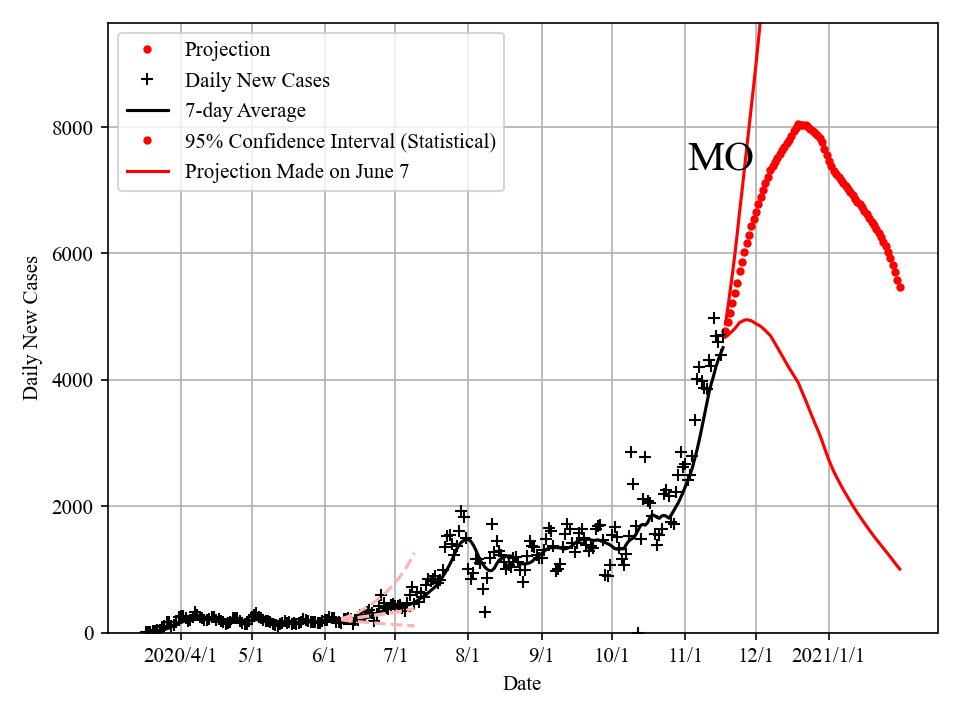 Projection
Daily New Cases
7-day Average
95% Confidence Interval (Statistical)
Projection Made on June 7
MO
8000
6000
4000
2000
0
Daily New Cases
2020/4/1 5/1 6/1 7/1 8/1 9/1 10/1 11/1 12/1 2021/1/1
Date